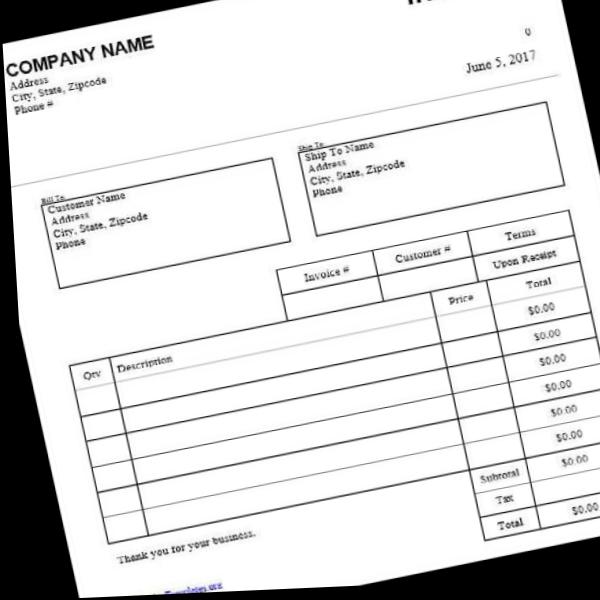 COMPANY NAME
Address
City, State, Zipcode
Phone #
0
June 5, 2017
Bill To
Customer Name
Address
City, State, Zipcode
Phone
Ship To
Ship To Name
Address
City, State, Zipcode
Phone
Invoice # Customer # Terms
Upon Receipt
Qty Description Price Total
$0.00
$0.00
$0.00
$0.00
$0.00
$0.00
Subtotal $0.00
Tax
Total $0.00
Thank you for your business.